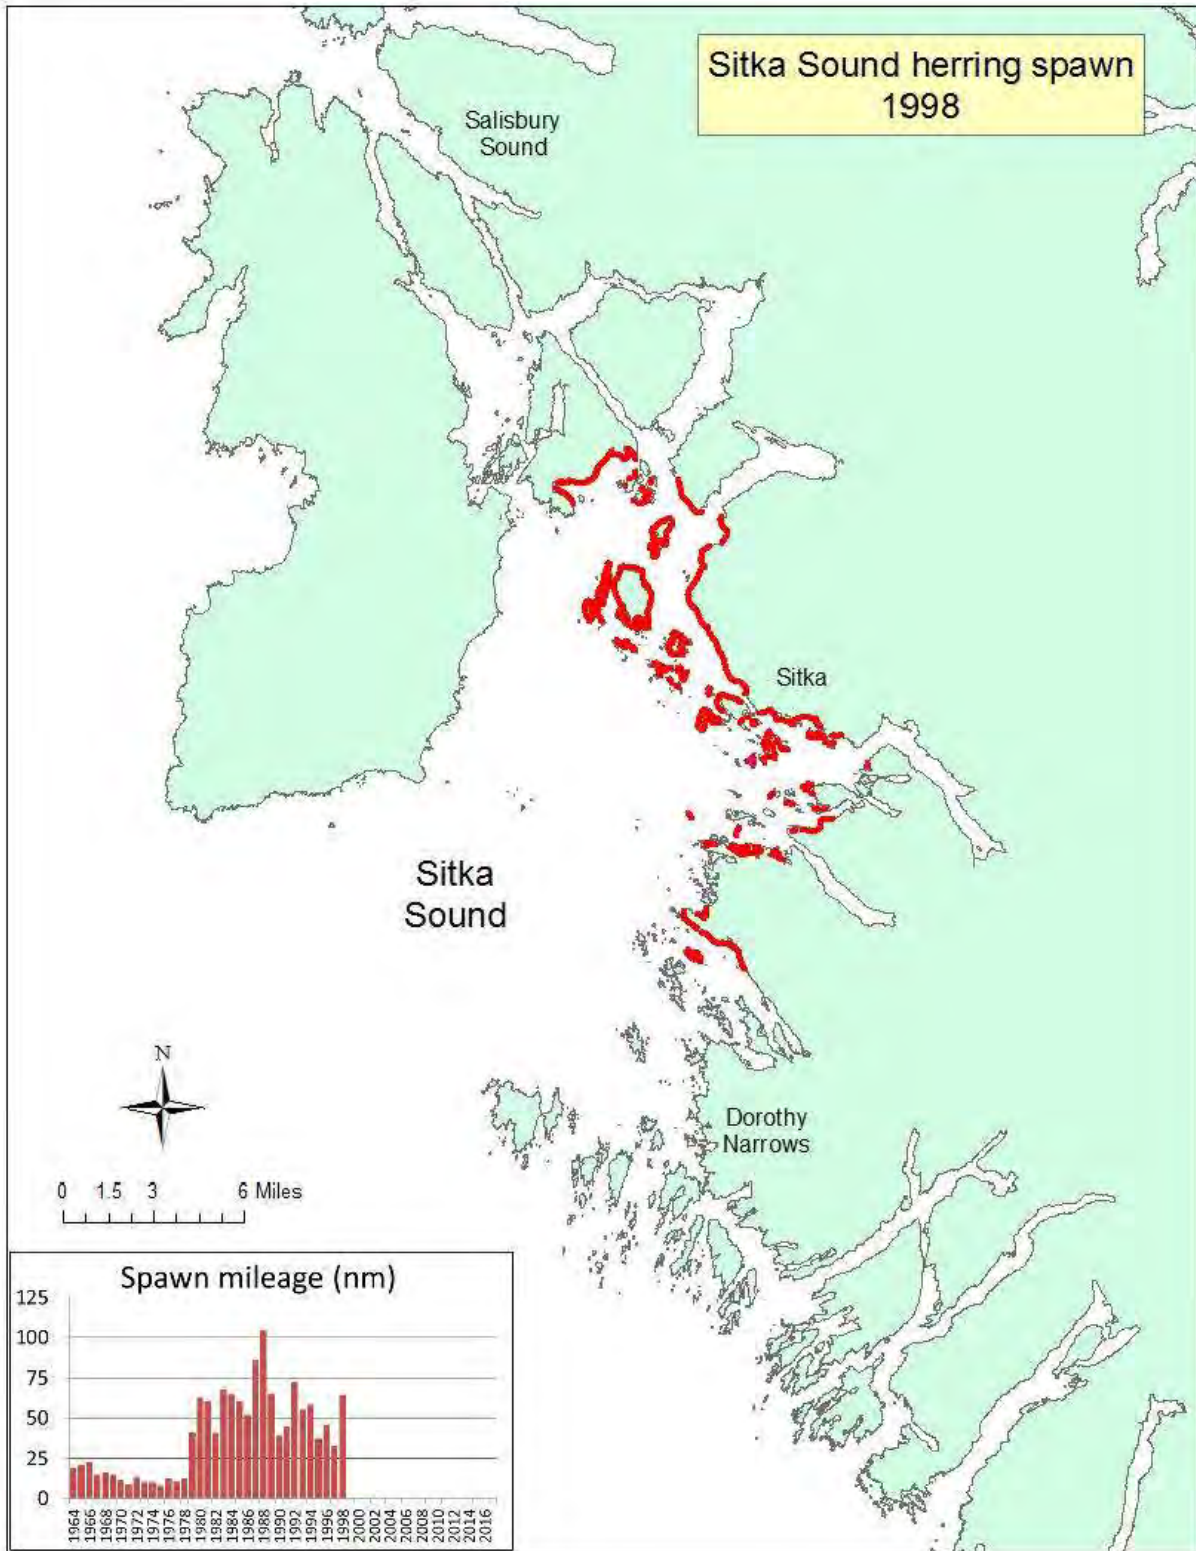 Sitka Sound herring spawn
1998
Salisbury
Sound
Sitka
Sitka
Sound
N
Dorothy
Narrows
0 1.5 3 6 Miles
Spawn mileage (nm)
125
100
75
50
25
0
1964 1966 1968 1970 1972 1974 1976 1978 1980 1982 1984 1986 1988 1990 1992 1994 1996 1998 2000 2002 2004 2006 2008 2010 2012 2014 2016